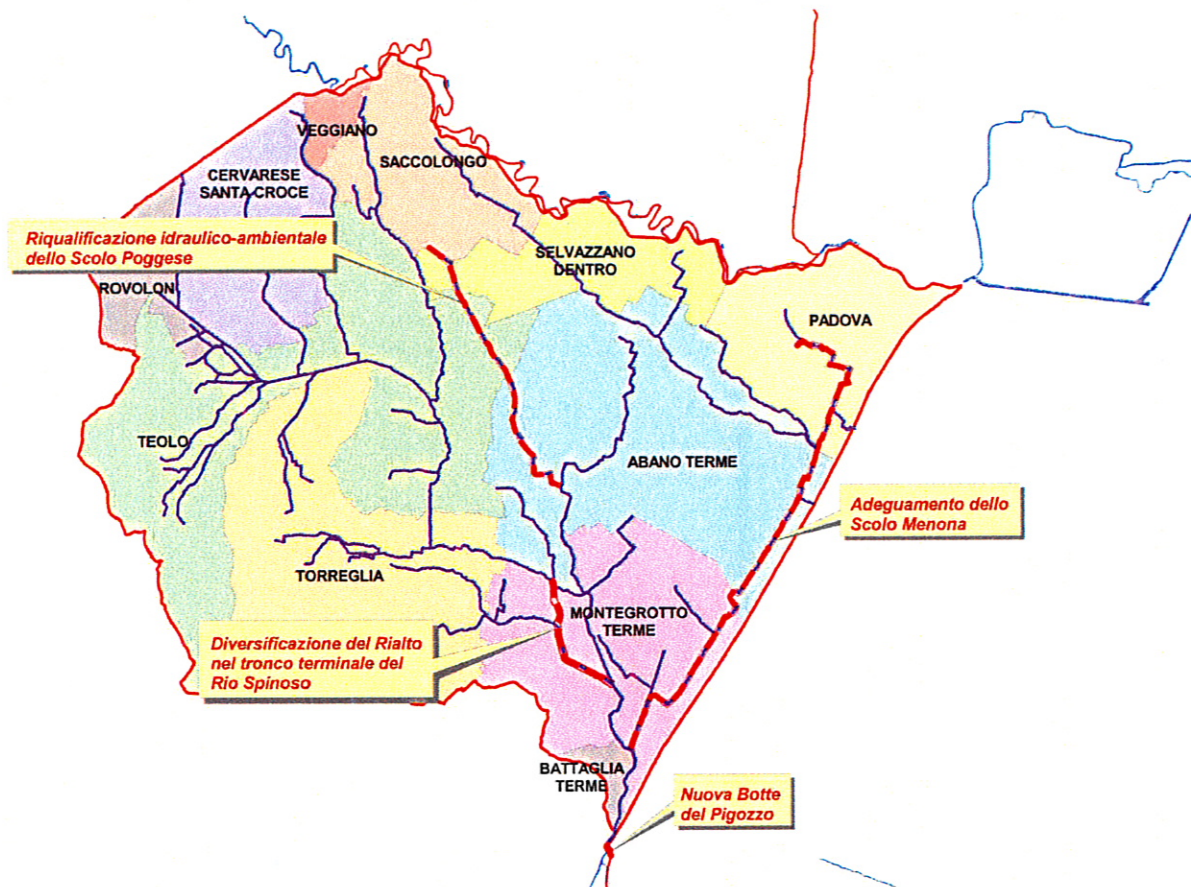 VEGGIANO
SACCOLONGO
CERVARESE
SANTA CROCE
Riqualificazione idraulico-ambientale
dello Scolo Poggese
SELVAZZANO
DENTRO
ROVOLON
PADOVA
TEOLO
ABANO TERME
Adeguamento dello
Scolo Menona
TORREGLIA
MONTEGROTTO
TERME
Diversificazione del Rialto
nel tronco terminale del
Rio Spinoso
BATTAGLIA
TERME
Nuova Botte
del Pigozzo